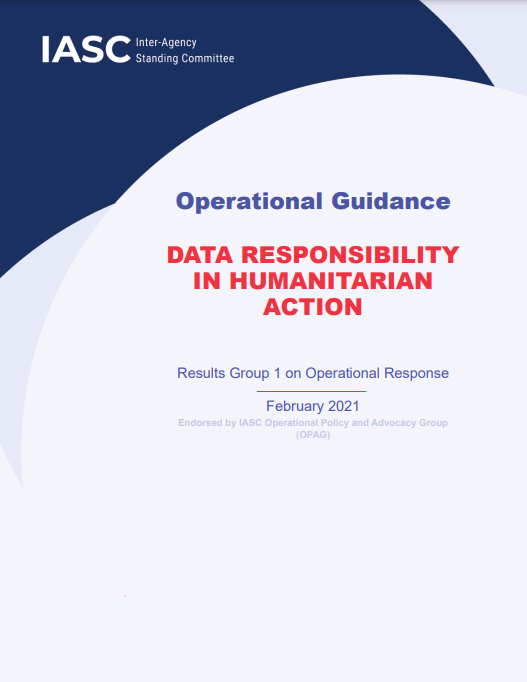 IASC Inter-Agency
Standing Committee
Operational Guidance
DATA RESPONSIBILITY
IN HUMANITARIAN
ACTION
Results Group 1 on Operational Response
February 2021
Endorsed by IASC Operational Policy and Advocacy Group
(OPAG)